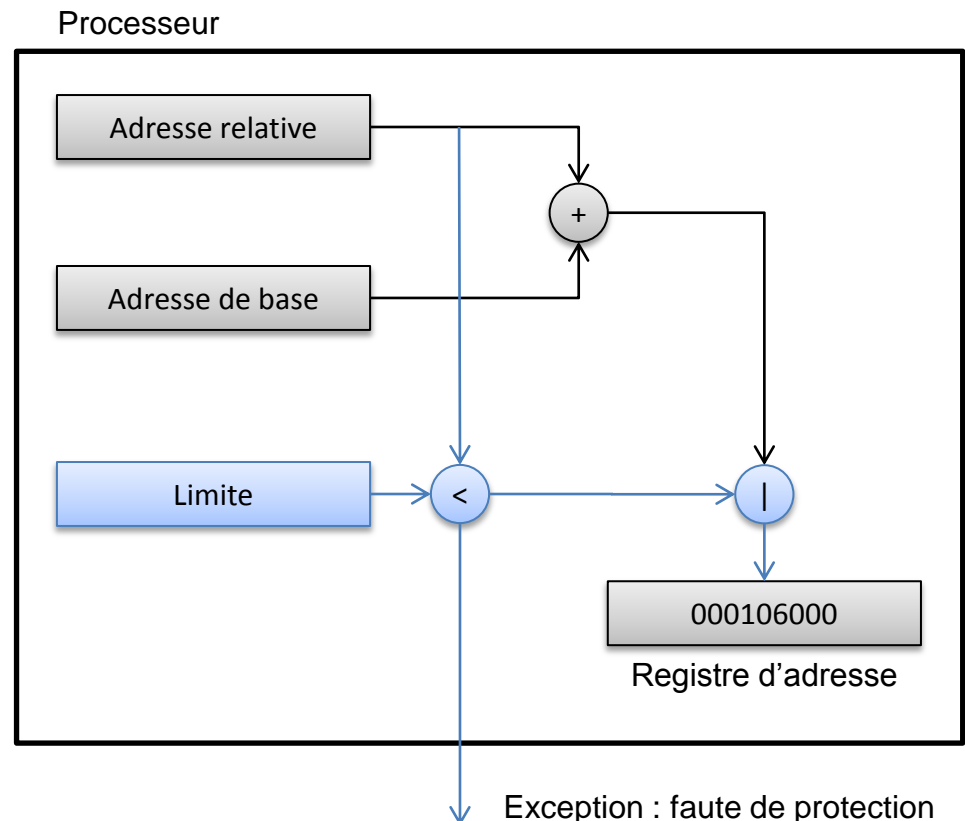 Processeur
Adresse relative
+
Adresse de base
Limite
<
|
000106000
Registre d’adresse
Exception : faute de protection